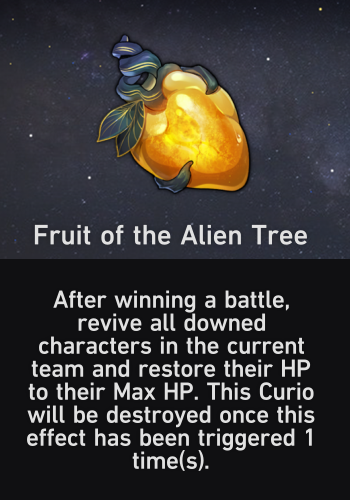 Fruit of the Alien Tree
After winning a battle,
revive all downed
characters in the current
team and restore their HP
to their Max HP. This Curio
will be destroyed once this
effect has been triggered 1
time(s).